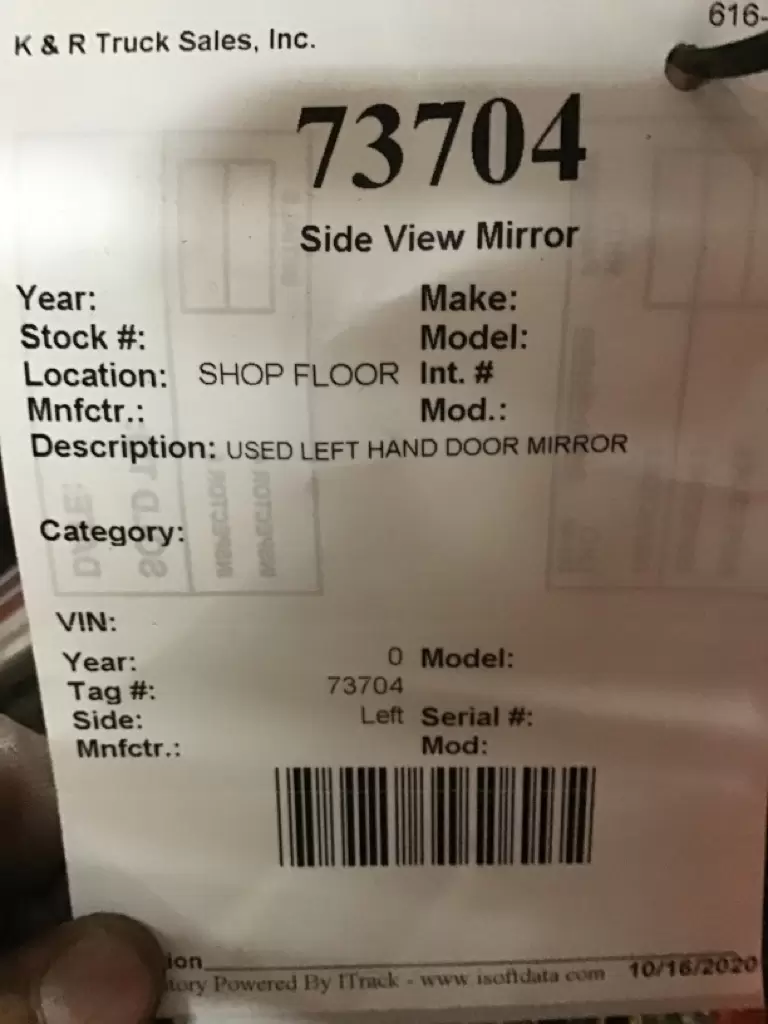 616-
K & R Truck Sales, Inc.
73704
Side View Mirror
Year: Make:
Stock #: Model:
Location: SHOP FLOOR Int. #
Mnfctr.: Mod.:
Description: USED LEFT HAND DOOR MIRROR
Category:
VIN:
Year: 0 Model:
Tag #: 73704
Side: Left Serial #:
Mnfctr.: Mod:
ion
tory Powered By ITrack - www isoftdata com 10/16/2020